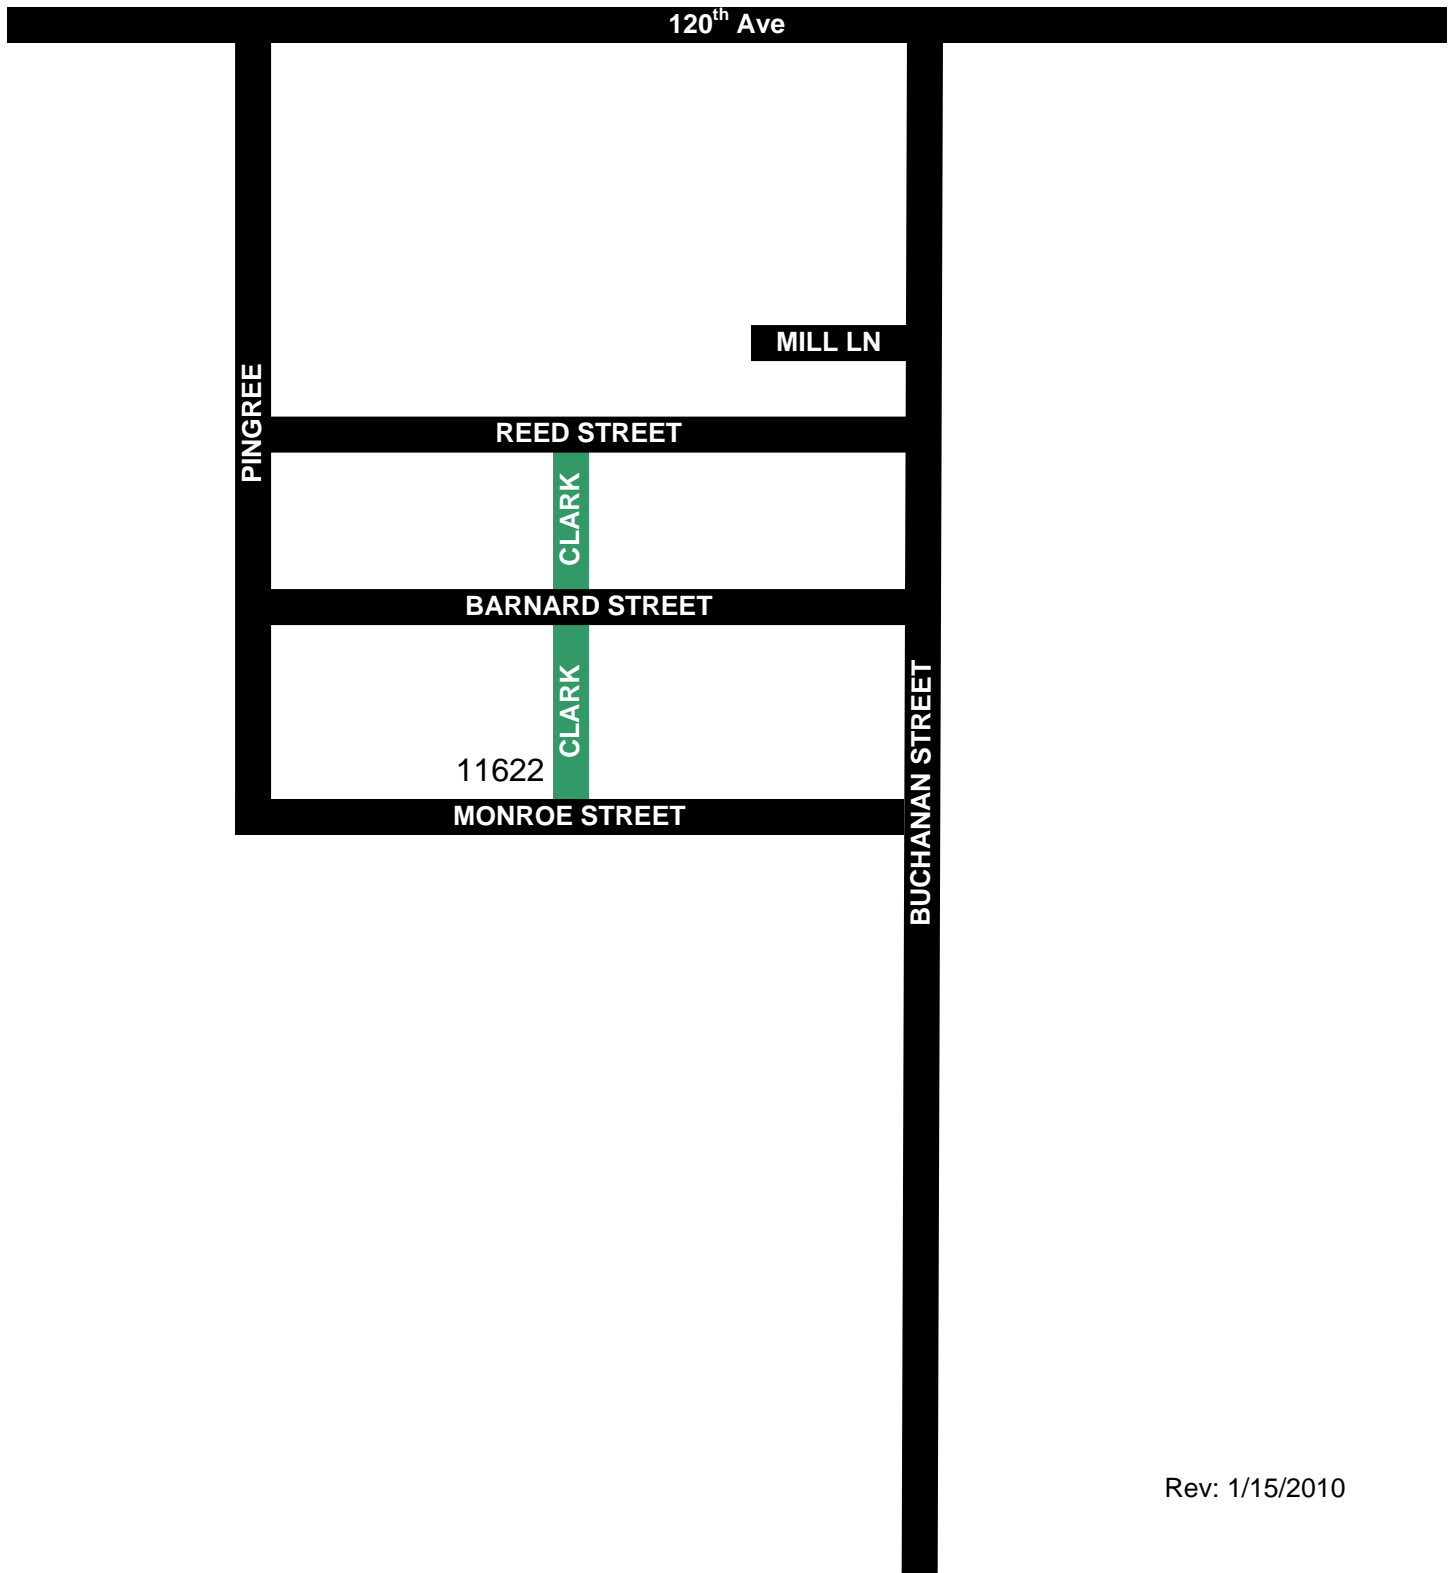 120th Ave
MILL LN
PINGREE
REED STREET
CLARK
BARNARD STREET
CLARK
BUCHANAN STREET
11622
MONROE STREET
Rev: 1/15/2010